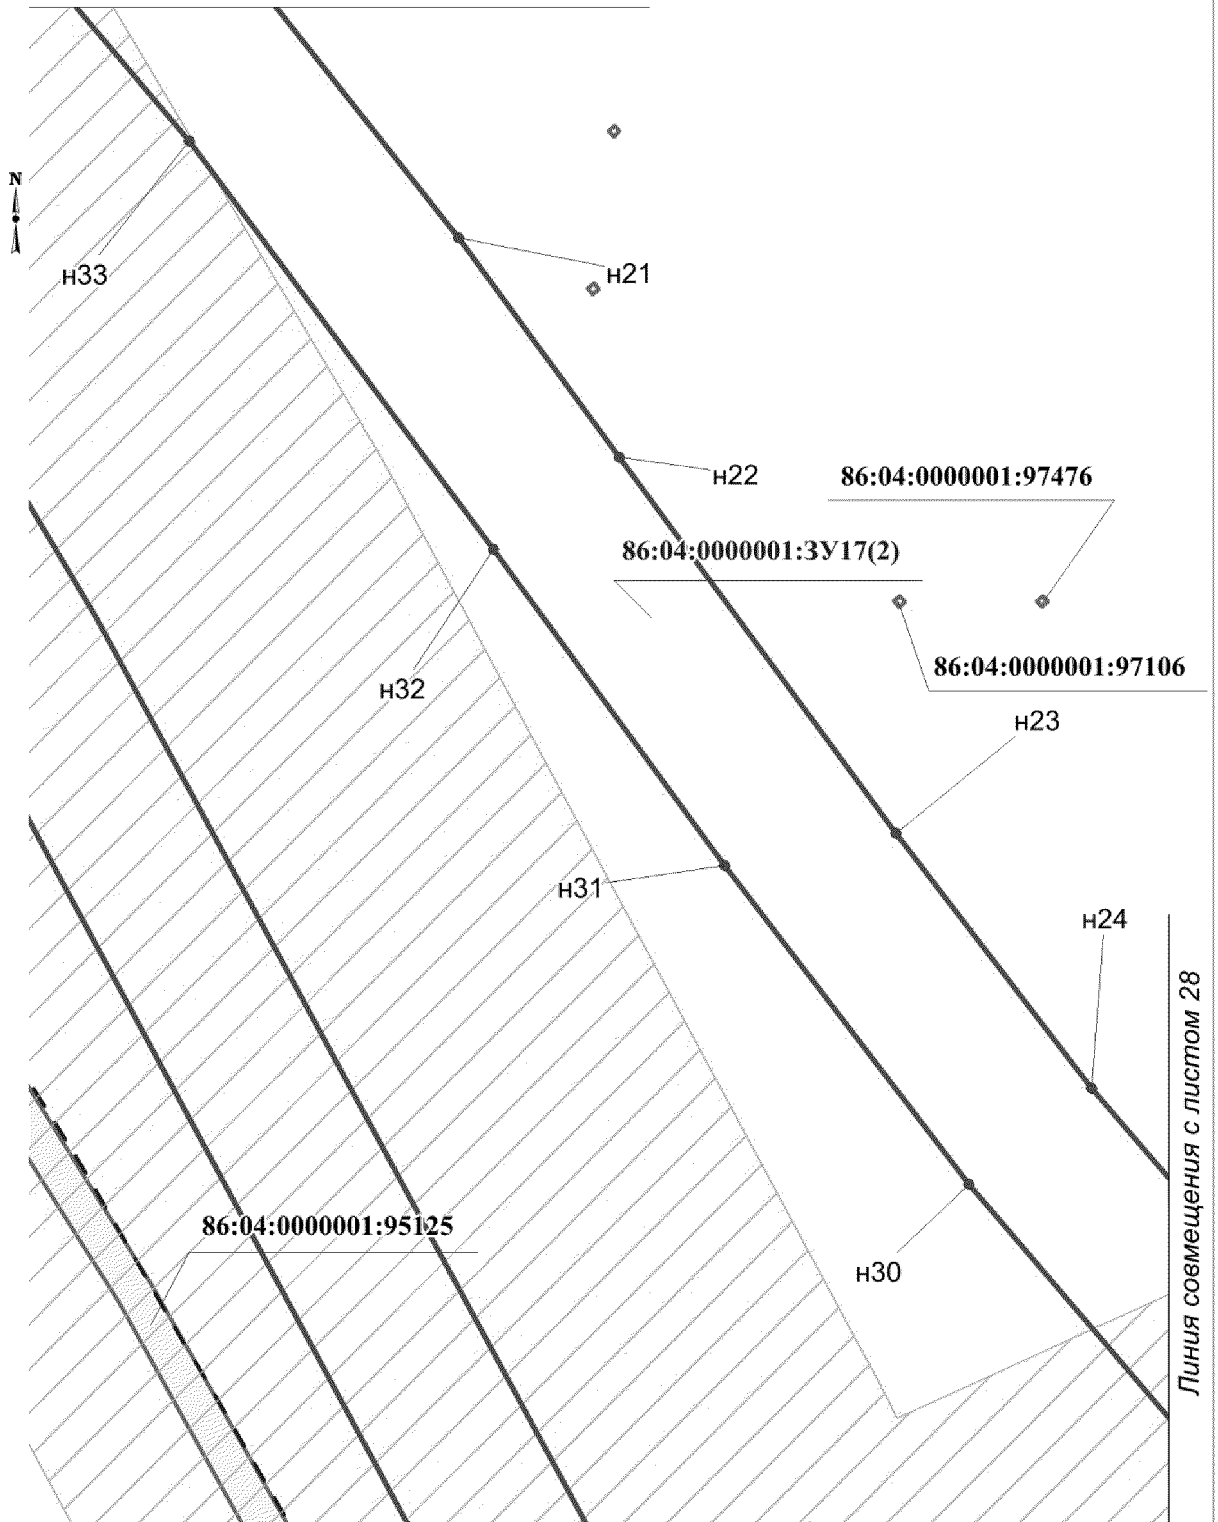 N
н33
н21
н22
86:04:0000001:97476
86:04:0000001:ЗУ17(2)
86:04:0000001:97106
н32
н23
н31
н24
86:04:0000001:95125
н30
Линия совмещения с листом 28